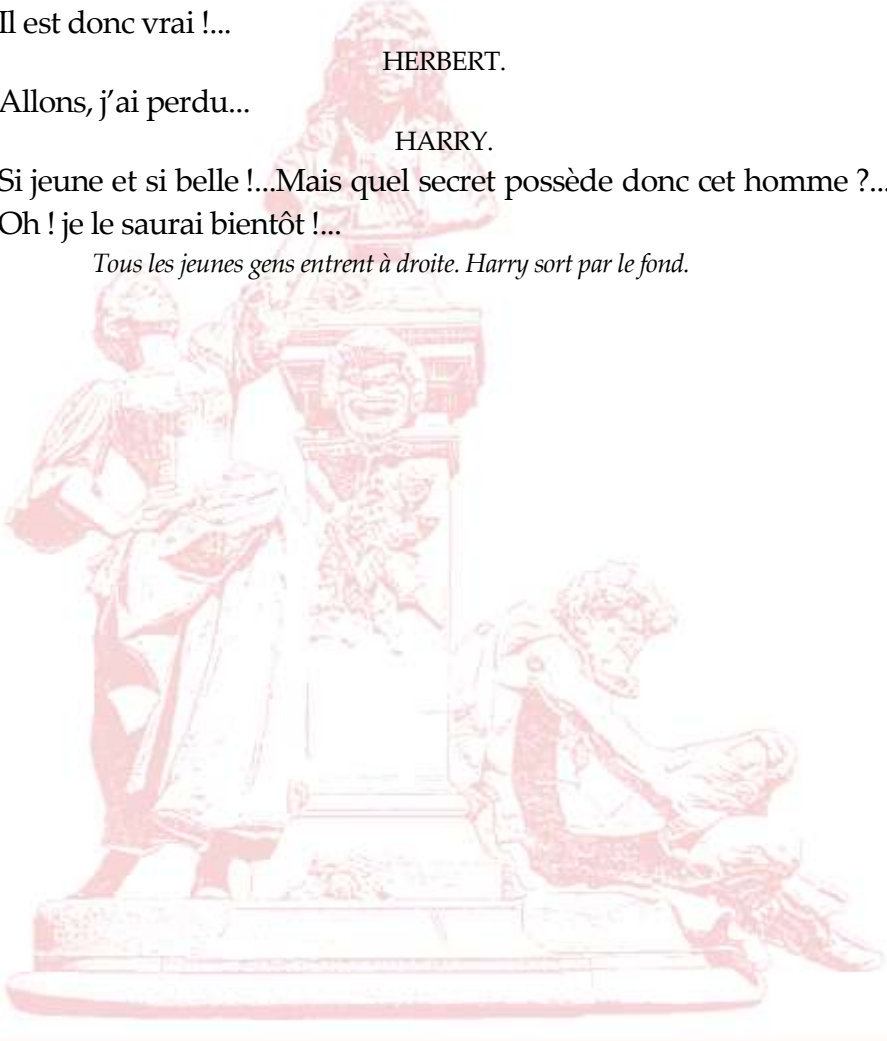 Il est donc vrai !...
HERBERT.
Allons, j’ai perdu...
HARRY.
Si jeune et si belle !...Mais quel secret possède donc cet homme ?...
Oh ! je le saurai bientôt !...
Tous les jeunes gens entrent à droite. Harry sort par le fond.